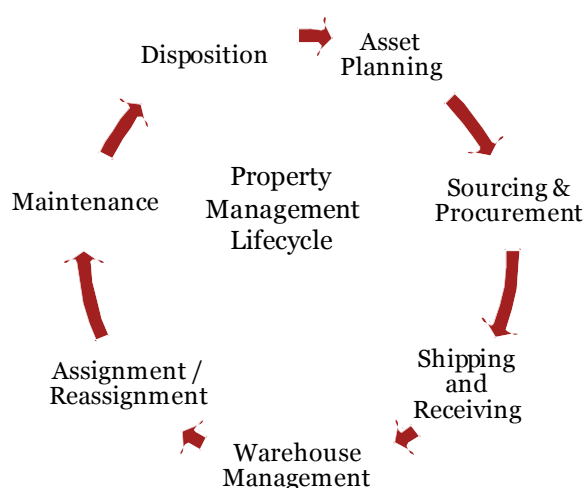 Disposition
Asset
Planning
Sourcing &
Procurement
Shipping
and
Receiving
Warehouse
Management
Assignment /
Reassignment
Maintenance
Property
Management
Lifecycle